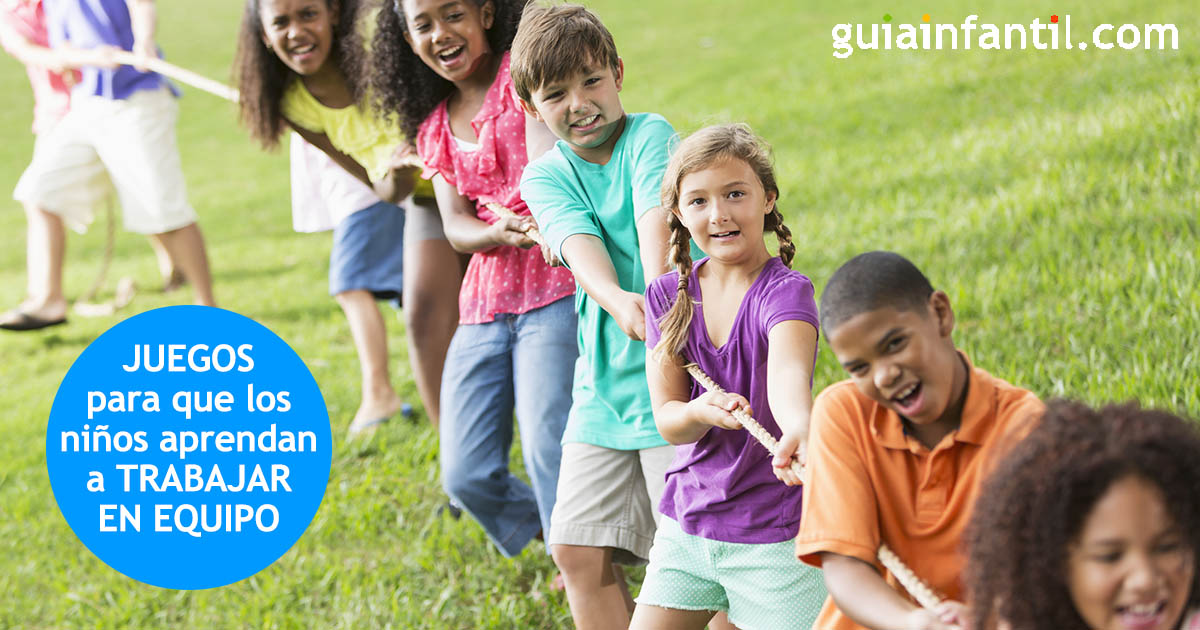 guiainfantil.com
JUEGOS
para que los
niños aprendan
a TRABAJAR
EN EQUIPO